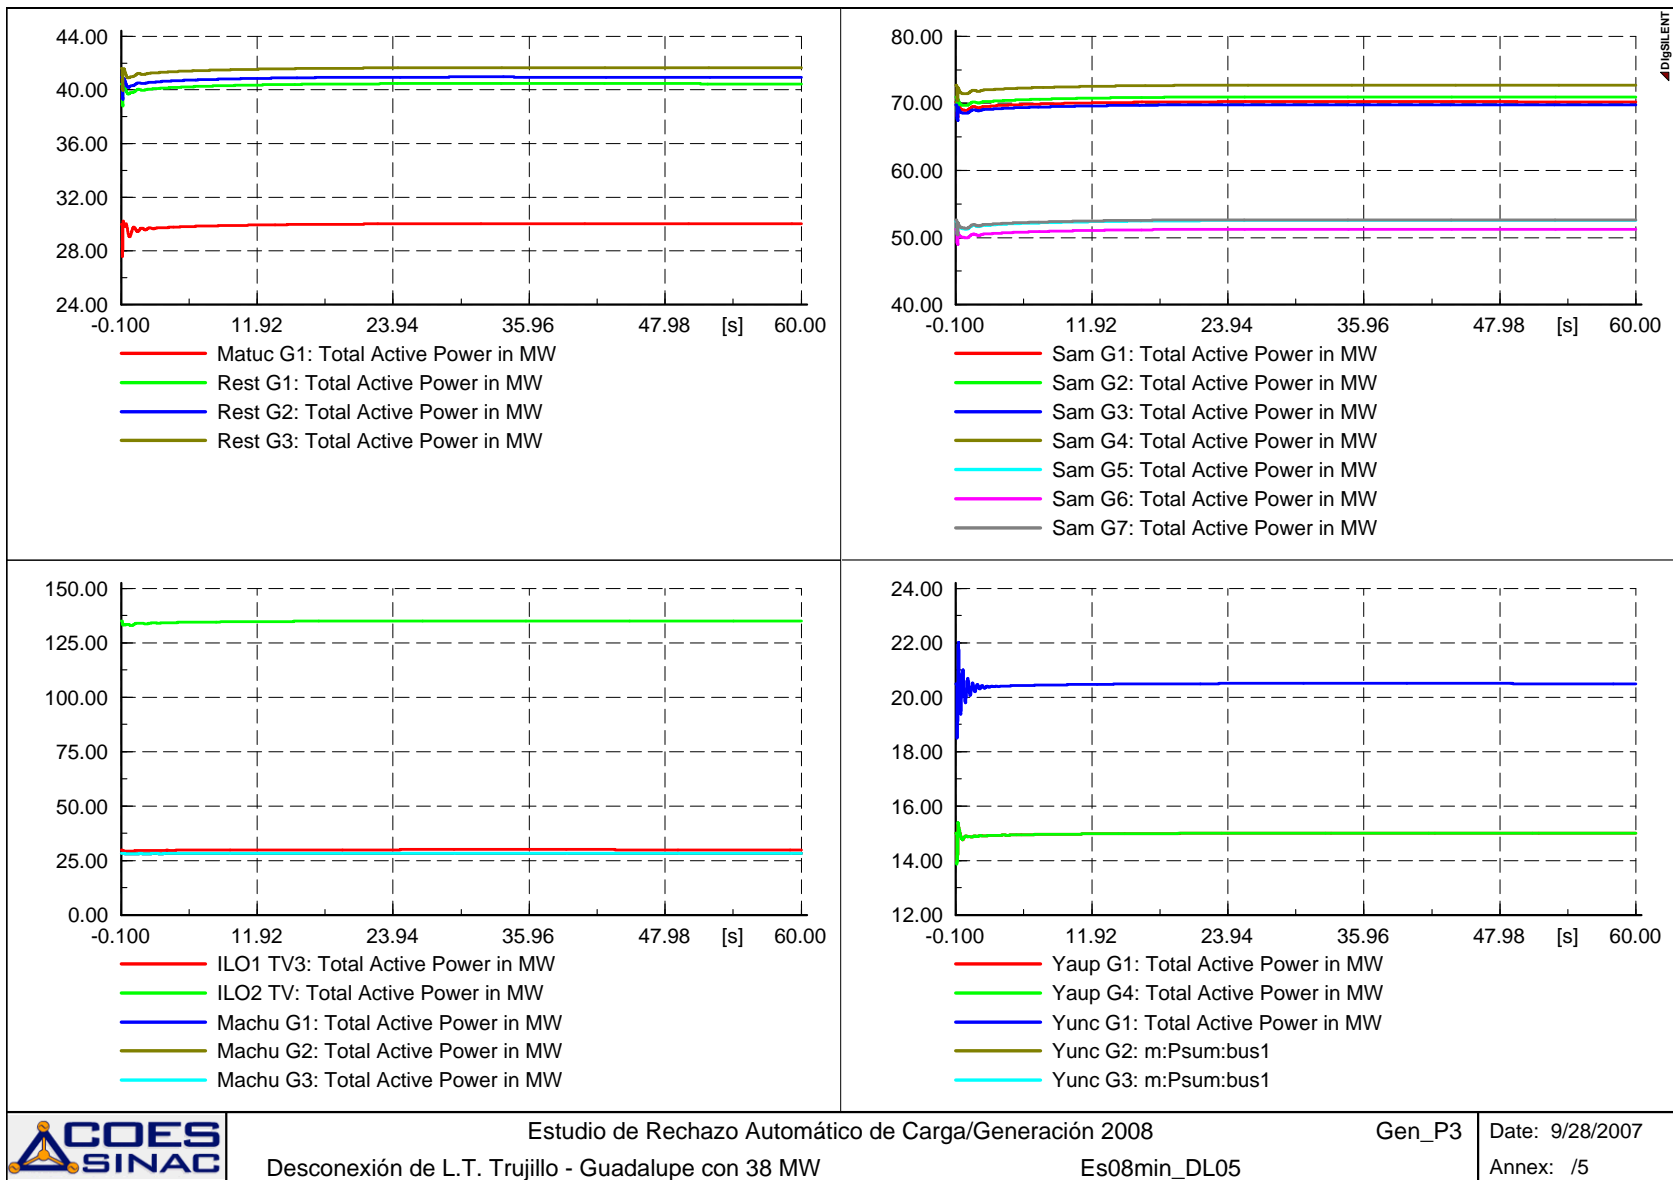 44.00
40.00
36.00
32.00
28.00
24.00
-0.100
11.92
23.94
35.96
47.98
[s]
60.00
Matuc G1: Total Active Power in MW
Rest G1: Total Active Power in MW
Rest G2: Total Active Power in MW
Rest G3: Total Active Power in MW
80.00
70.00
60.00
50.00
40.00
-0.100
11.92
23.94
35.96
47.98
[s]
60.00
Sam G1: Total Active Power in MW
Sam G2: Total Active Power in MW
Sam G3: Total Active Power in MW
Sam G4: Total Active Power in MW
Sam G5: Total Active Power in MW
Sam G6: Total Active Power in MW
Sam G7: Total Active Power in MW
DIgSILENT
150.00
125.00
100.00
75.00
50.00
25.00
0.00
-0.100
11.92
23.94
35.96
47.98
[s]
60.00
ILO1 TV3: Total Active Power in MW
ILO2 TV: Total Active Power in MW
Machu G1: Total Active Power in MW
Machu G2: Total Active Power in MW
Machu G3: Total Active Power in MW
24.00
22.00
20.00
18.00
16.00
14.00
12.00
-0.100
11.92
23.94
35.96
47.98
[s]
60.00
Yaup G1: Total Active Power in MW
Yaup G4: Total Active Power in MW
Yunc G1: Total Active Power in MW
Yunc G2: m:Psum:bus1
Yunc G3: m:Psum:bus1
COES
SINAC
Estudio de Rechazo Automático de Carga/Generación 2008
Gen_P3
Desconexión de L.T. Trujillo - Guadalupe con 38 MW
Es08min_DL05
Date: 9/28/2007
Annex: /5